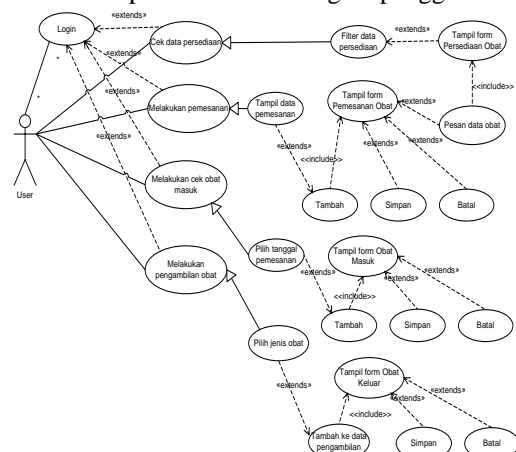 Login
«extends»
Cek data persediaan
Filter data
persediaan
«extends»
Tampil form
Persediaan Obat
«extends»
«extends»
<<include>>
Melakukan pemesanan
Tampil data
pemesanan
Tampil form
Pemesanan Obat
«extends»
Pesan data obat
«extends»
«extends»
<<include>>
«extends»
«extends»
User
Melakukan cek obat
masuk
Tambah
Simpan
Batal
Melakukan
pengambilan obat
Pilih tanggal
pemesanan
Tampil form Obat
Masuk
«extends»
«extends»
«extends»
<<include>>
Tambah
Simpan
Batal
Pilih jenis obat
Tampil form Obat
Keluar
«extends»
«extends»
<<include>>
«extends»
Tambah ke data
pengambilan
Simpan
Batal